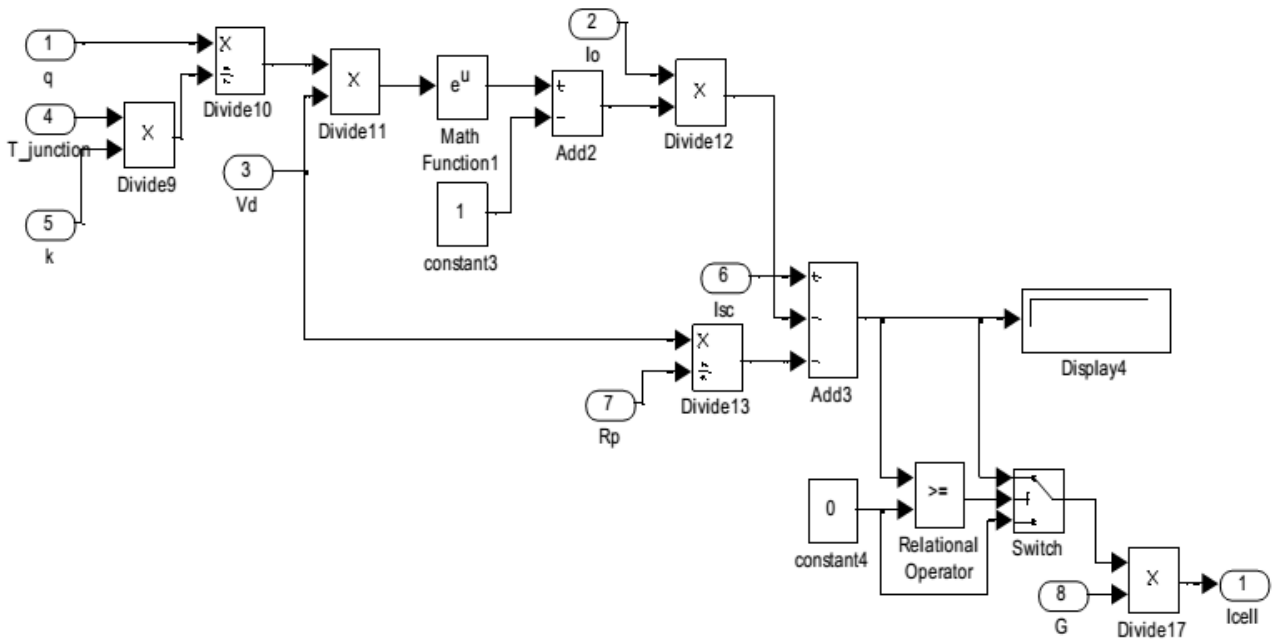 1
q
X
÷
Divide10
4
T_junction
X
Divide9
5
k
X
Divide11
3
Vd
e^u
Math
Function1
1
constant3
+
−
Add2
2
Io
X
Divide12
6
Isc
+
-
-
Add3
X
÷
Divide13
7
Rp
Display4
0
constant4
>=
Relational
Operator
Switch
8
G
X
Divide17
1
Icell